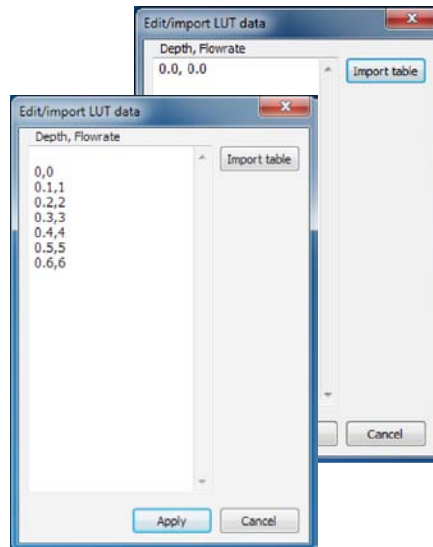 Edit/import LUT data
Depth, Flowrate
0.0, 0.0
Import table
Cancel
Edit/import LUT data
Depth, Flowrate
Import table
0,0
0.1,1
0.2,2
0.3,3
0.4,4
0.5,5
0.6,6
Apply
Cancel